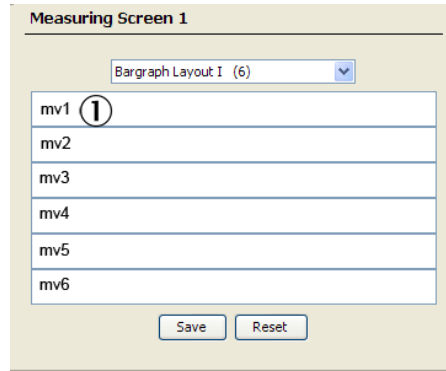 Measuring Screen 1
Bargraph Layout I (6)
mv1 ①
mv2
mv3
mv4
mv5
mv6
Save Reset